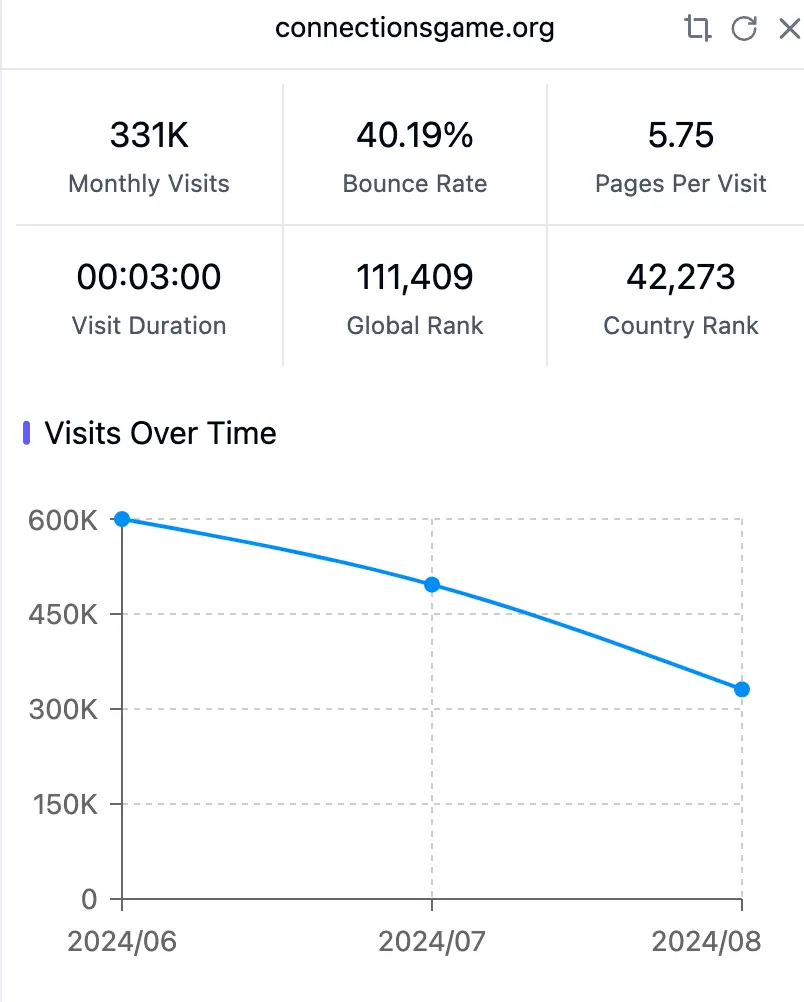 connectionsgame.org
331K
40.19%
5.75
Monthly Visits
Bounce Rate
Pages Per Visit
00:03:00
111,409
42,273
Visit Duration
Global Rank
Country Rank
Visits Over Time
600K
450K
300K
150K
0
2024/06
2024/07
2024/08